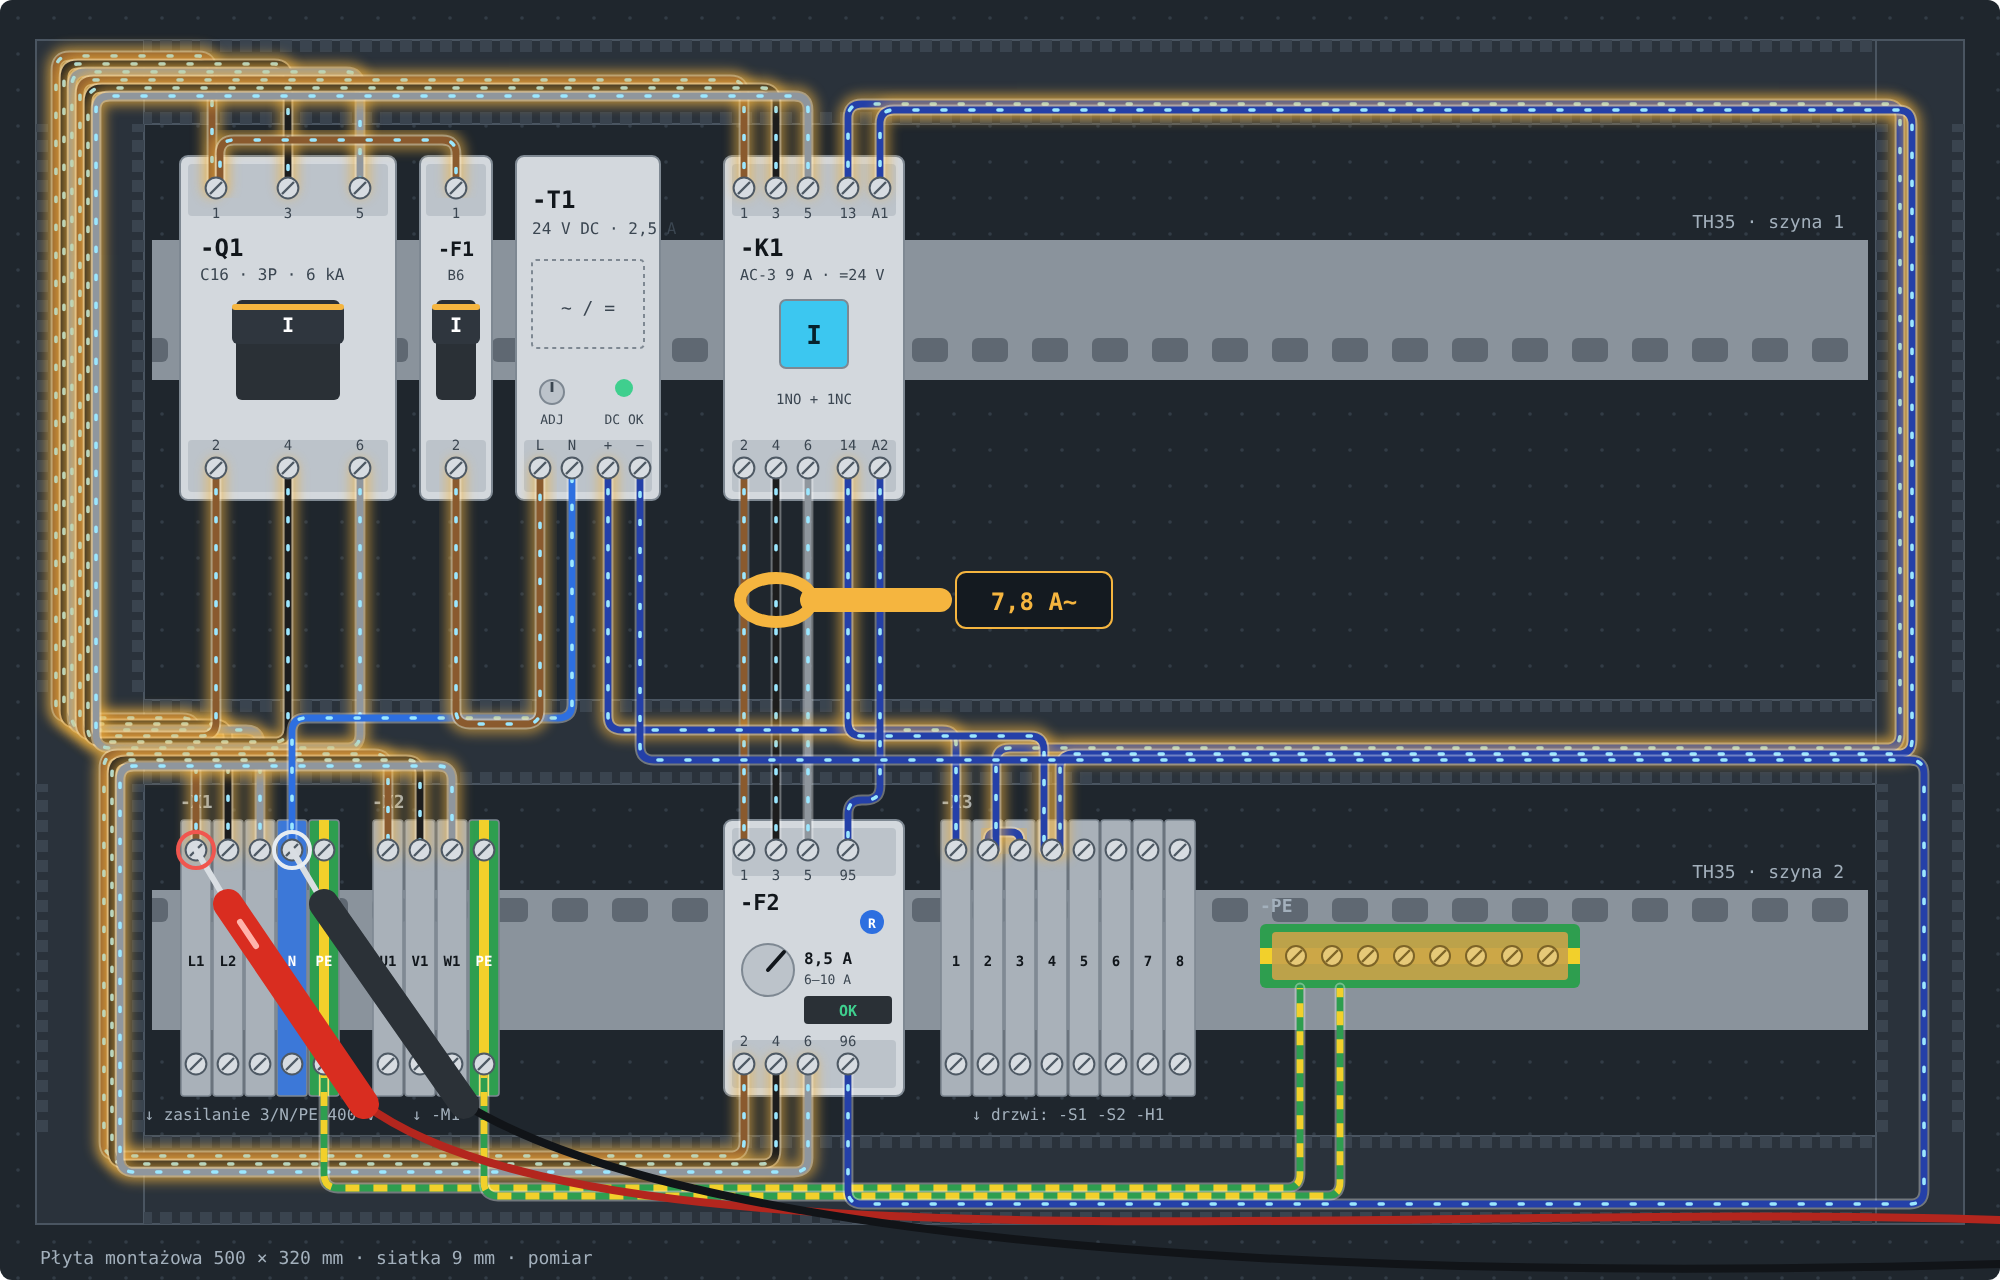 1 3 5
1
1 3 5 13 A1
-T1
24 V DC · 2,5 A
TH35 · szyna 1
-Q1
C16 · 3P · 6 kA
-F1
B6
-K1
AC-3 9 A · =24 V
I
I
~ / =
I
1NO + 1NC
ADJ
DC OK
2 4 6
2
L N + −
2 4 6 14 A2
7,8 A~
TH35 · szyna 2
1 3 5 95
-F2
R
-PE
L1 L2 N PE
U1 V1 W1 PE
8,5 A
6–10 A
OK
1 2 3 4 5 6 7 8
2 4 6 96
↓ zasilanie 3/N/PE 400
↓ -M1
↓ drzwi: -S1 -S2 -H1
Płyta montażowa 500 × 320 mm · siatka 9 mm · pomiar